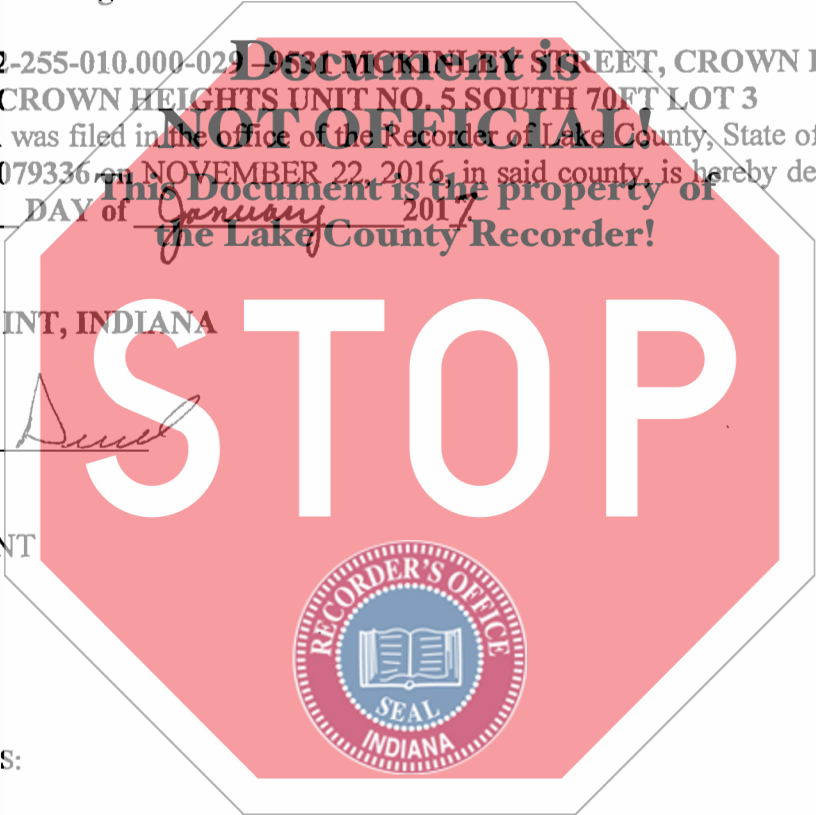 Document is
2-255-010.000-029 -9531 MCKINLEY STREET, CROWN
CROWN HEIGHTS UNIT NO. 5 SOUTH 70FT LOT 3
NOT OFFICIAL!
was filed in the office of the Recorder of Lake County, State of
079336 on NOVEMBER 22, 2016, in said county, is hereby de
This Document is the property of
DAY of January 2017
the Lake County Recorder!
INT, INDIANA
STOP
NT
RECORDER'S OFFICE
SEAL
INDIANA
S: